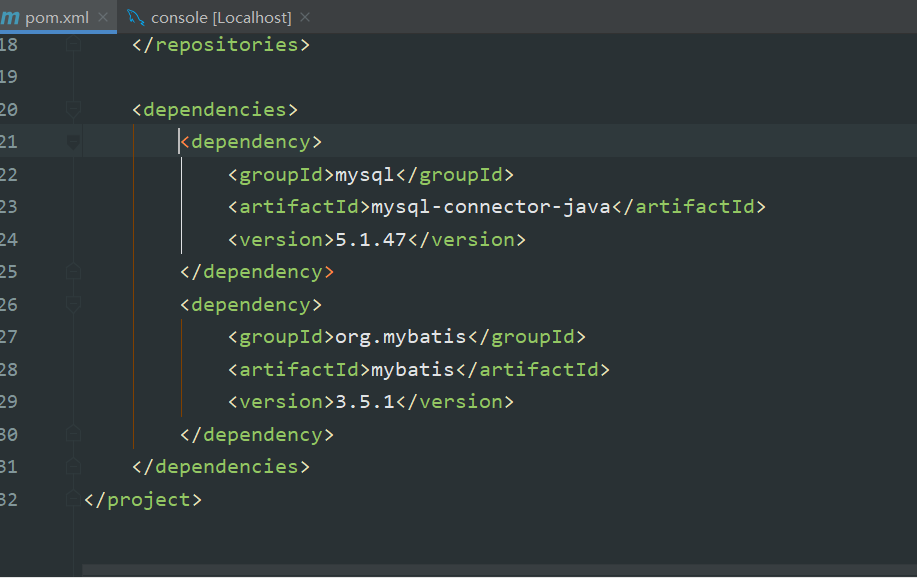 m pom.xml × console [Localhost] ×
18 </repositories>
19
20 <dependencies>
21 <dependency>
22 <groupId>mysql</groupId>
23 <artifactId>mysql-connector-java</artifactId>
24 <version>5.1.47</version>
25 </dependency>
26 <dependency>
27 <groupId>org.mybatis</groupId>
28 <artifactId>mybatis</artifactId>
29 <version>3.5.1</version>
30 </dependency>
31 </dependencies>
32 </project>